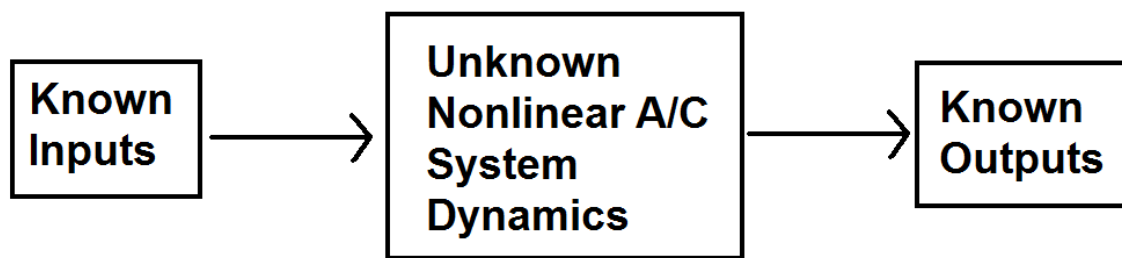 Known
Inputs
Unknown
Nonlinear A/C
System
Dynamics
Known
Outputs